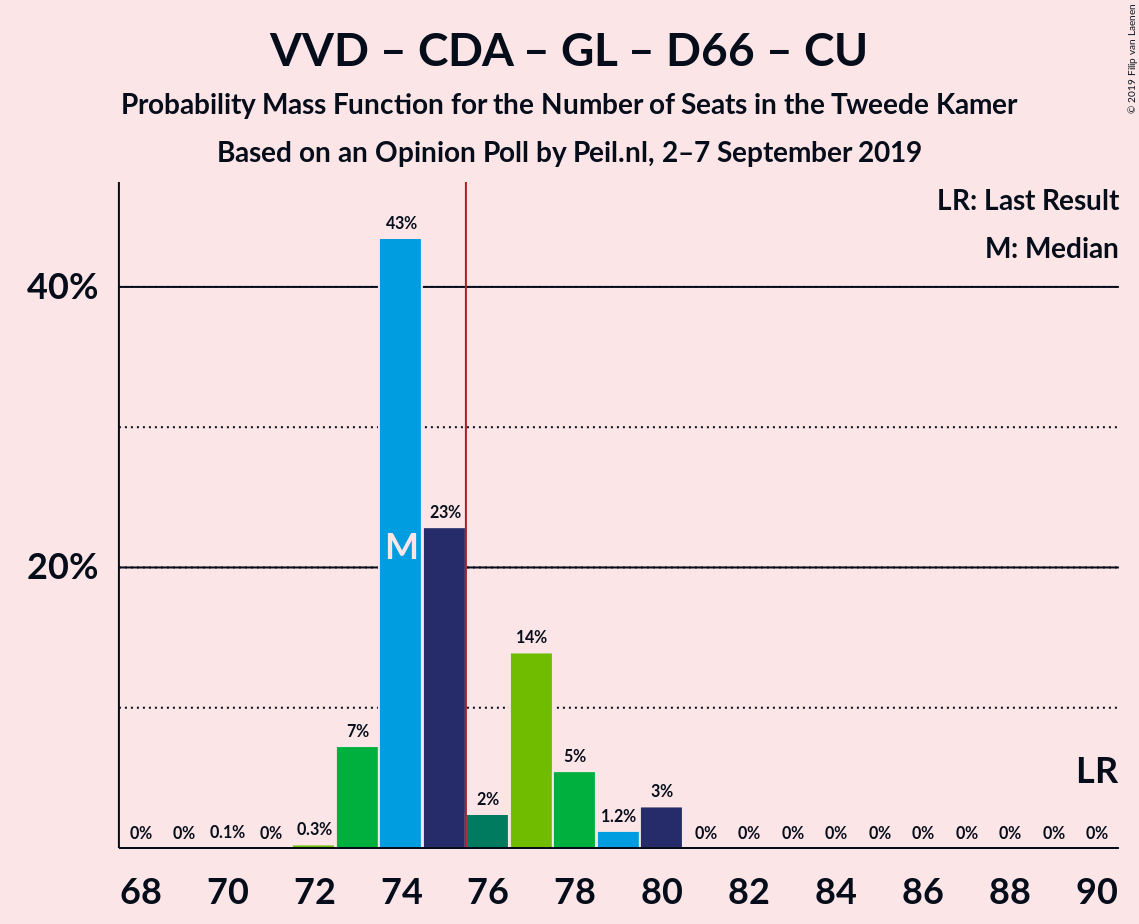 VVD – CDA – GL – D66 – CU
Probability Mass Function for the Number of Seats in the Tweede Kamer
Based on an Opinion Poll by Peil.nl, 2–7 September 2019
© 2019 Filip van Laenen
LR: Last Result
M: Median
40%
20%
0%
0%
0.1%
0%
0.3%
7%
43%
23%
2%
14%
5%
1.2%
3%
0%
0%
0%
0%
0%
0%
0%
0%
0%
0%
M
LR
68 70 72 74 76 78 80 82 84 86 88 90